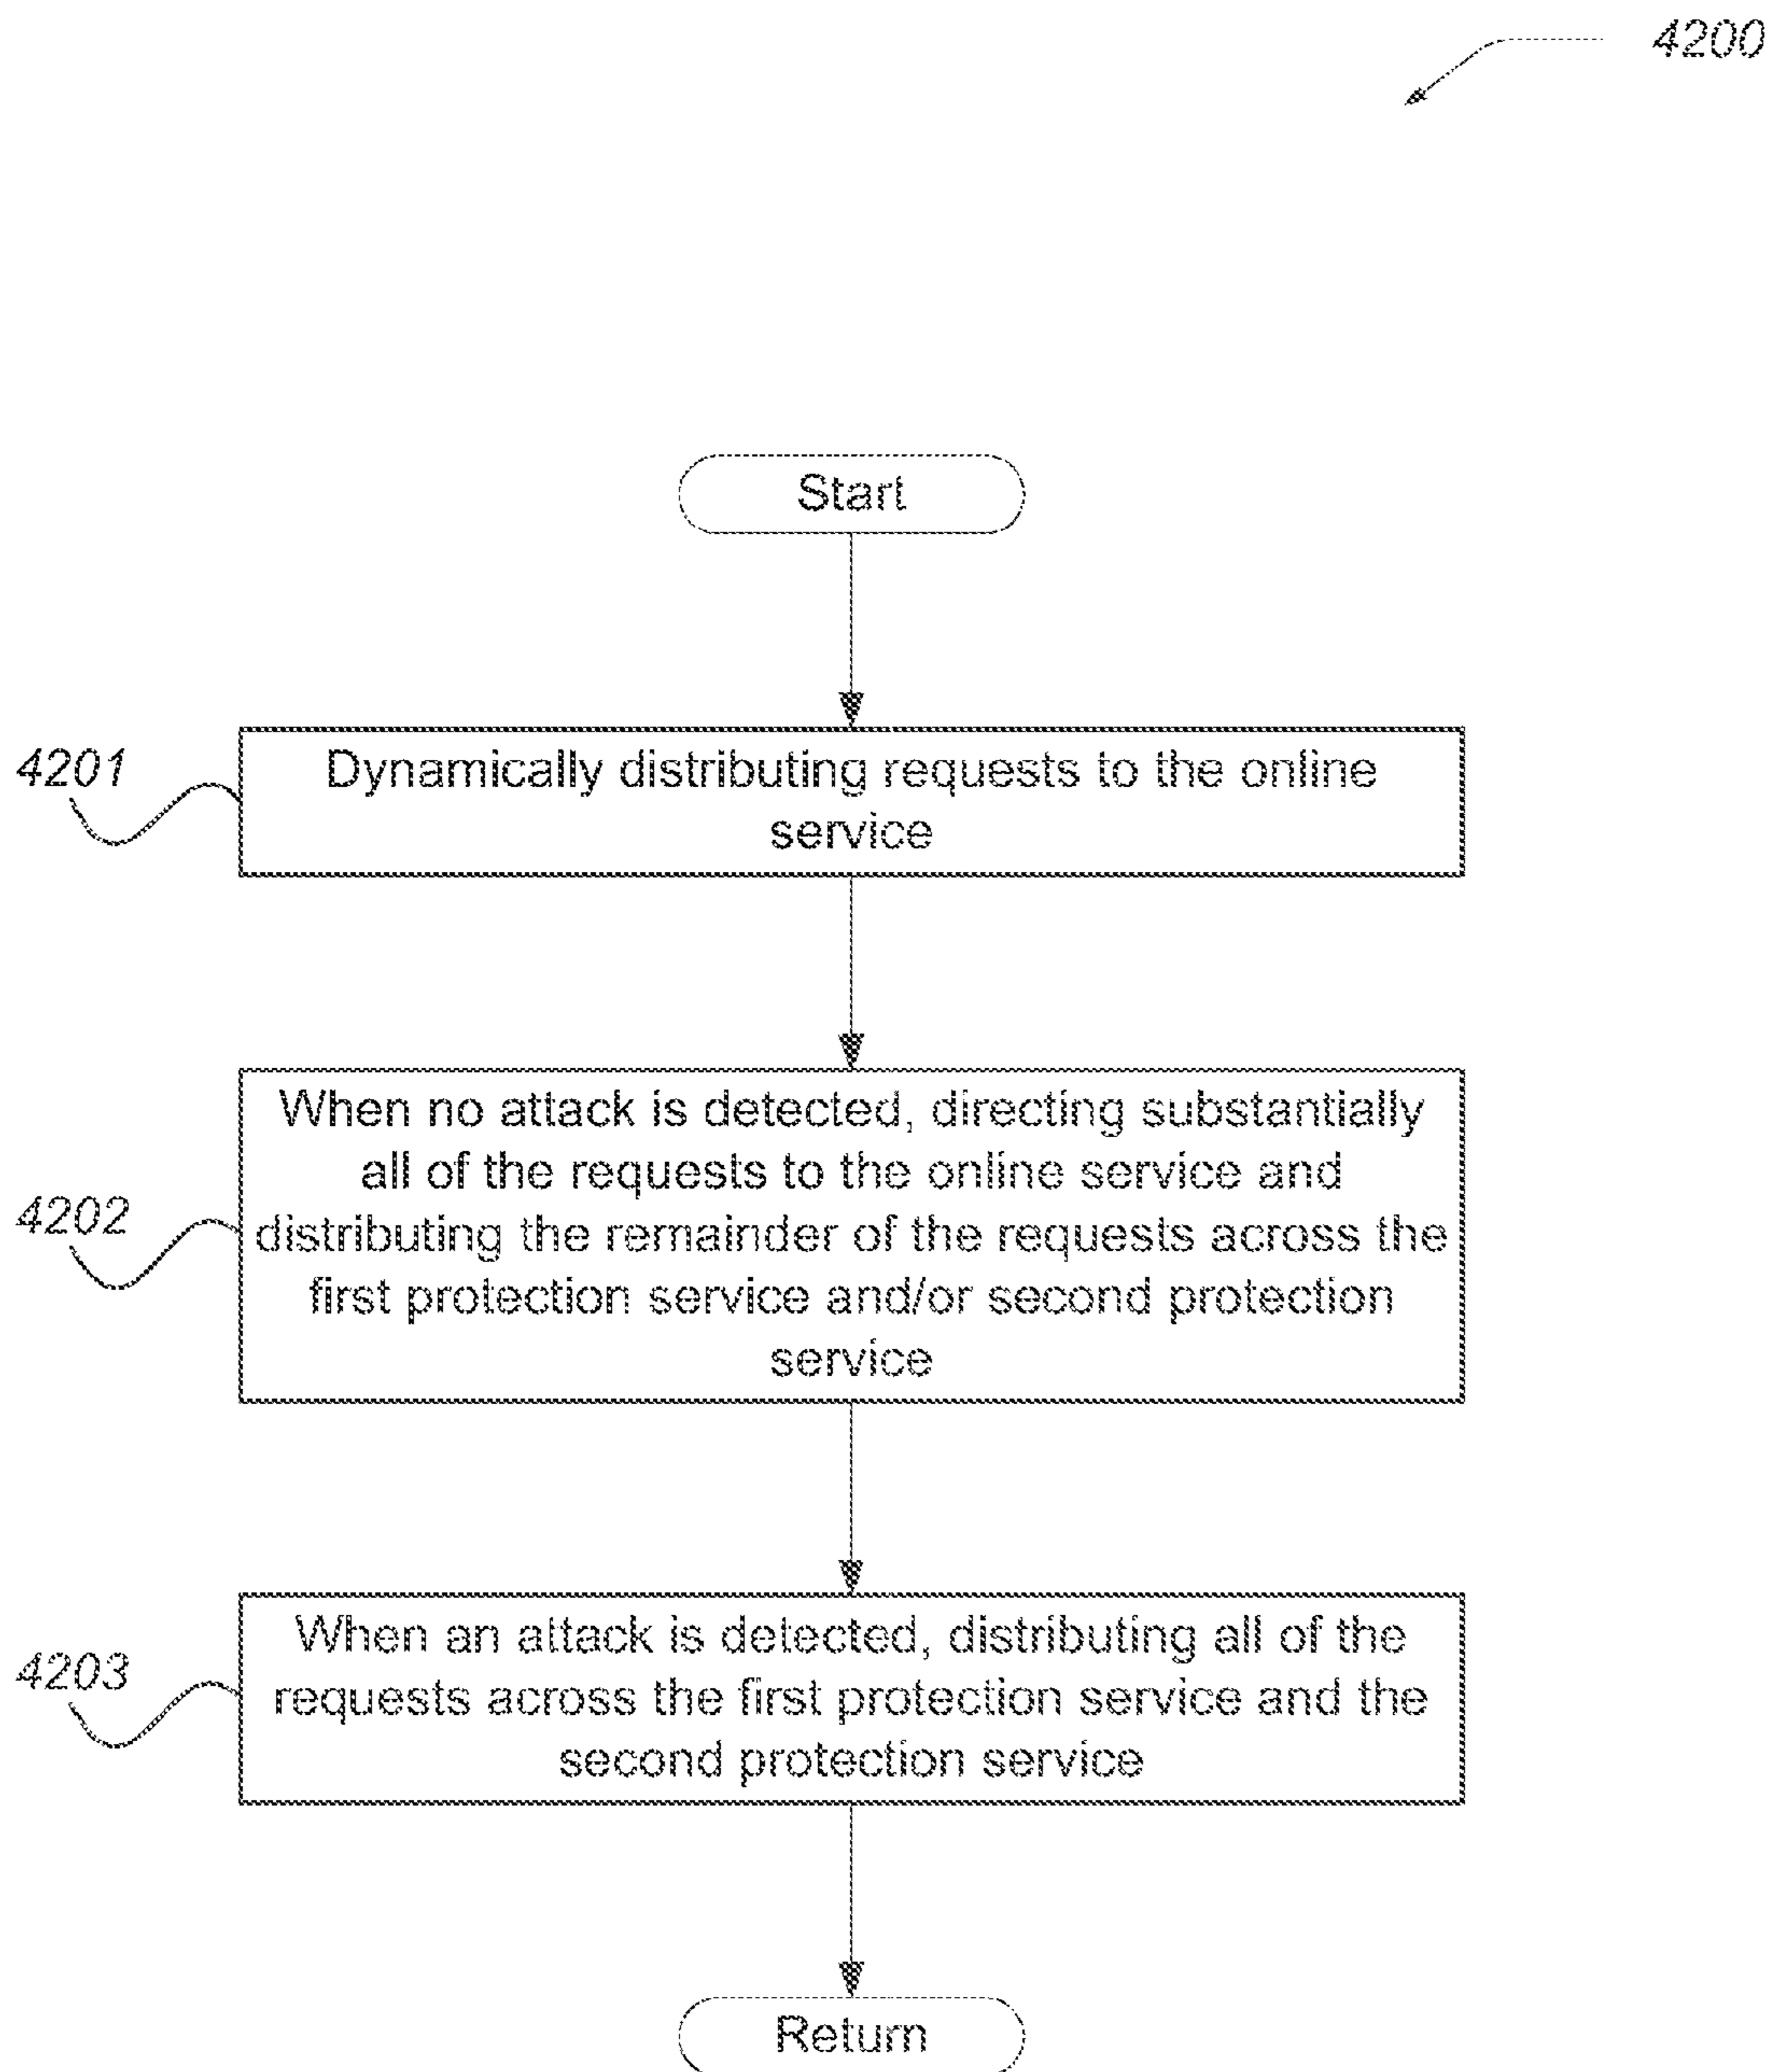 4200
Start
4201
Dynamically distributing requests to the online
service
4202
When no attack is detected, directing substantially
all of the requests to the online service and
distributing the remainder of the requests across the
first protection service and/or second protection
service
4203
When an attack is detected, distributing all of the
requests across the first protection service and the
second protection service
Return